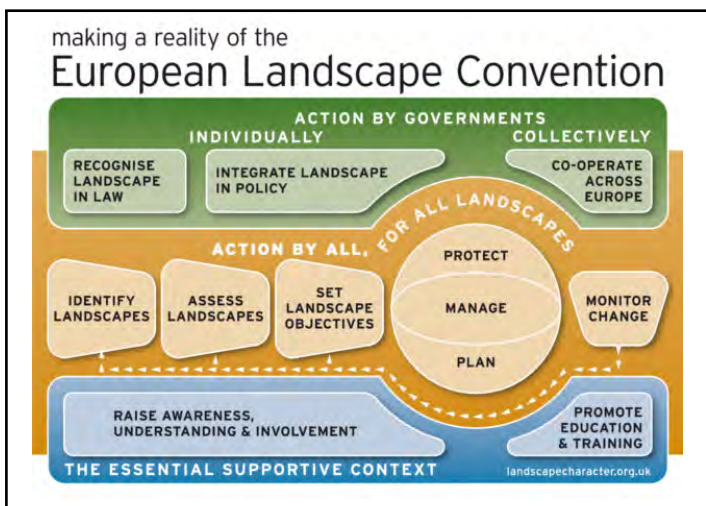 making a reality of the
European Landscape Convention
ACTION BY GOVERNMENTS
INDIVIDUALLY
COLLECTIVELY
RECOGNISE
LANDSCAPE
IN LAW
INTEGRATE LANDSCAPE
IN POLICY
CO-OPERATE
ACROSS
EUROPE
ACTION BY ALL, FOR ALL LANDSCAPES
IDENTIFY
LANDSCAPES
ASSESS
LANDSCAPES
SET
LANDSCAPE
OBJECTIVES
PROTECT
MANAGE
PLAN
MONITOR
CHANGE
RAISE AWARENESS,
UNDERSTANDING & INVOLVEMENT
PROMOTE
EDUCATION
& TRAINING
THE ESSENTIAL SUPPORTIVE CONTEXT
landscapecharacter.org.uk